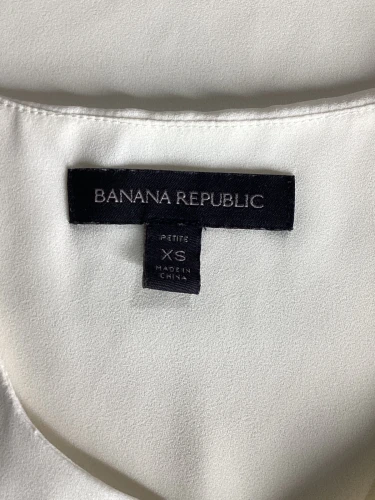 BANANA REPUBLIC
PETITE
XS
MADE IN
CHINA